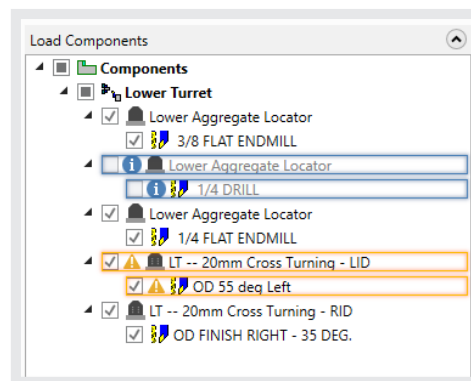 Load Components
Components
Lower Turret
Lower Aggregate Locator
3/8 FLAT ENDMILL
Lower Aggregate Locator
1/4 DRILL
Lower Aggregate Locator
1/4 FLAT ENDMILL
LT -- 20mm Cross Turning - LID
OD 55 deg Left
LT -- 20mm Cross Turning - RID
OD FINISH RIGHT - 35 DEG.